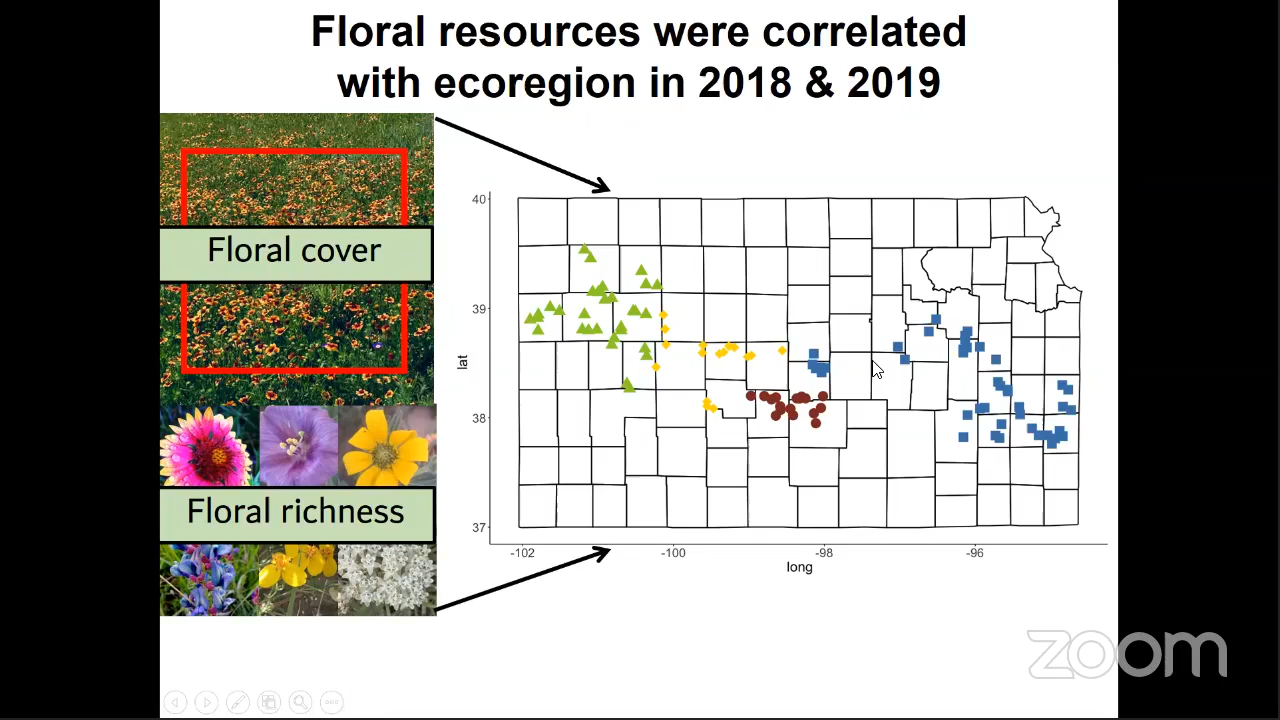 Floral resources were correlated
with ecoregion in 2018 & 2019
Floral cover
Floral richness
40
39
38
37
lat
-102
-100
-98
-96
long
zoom